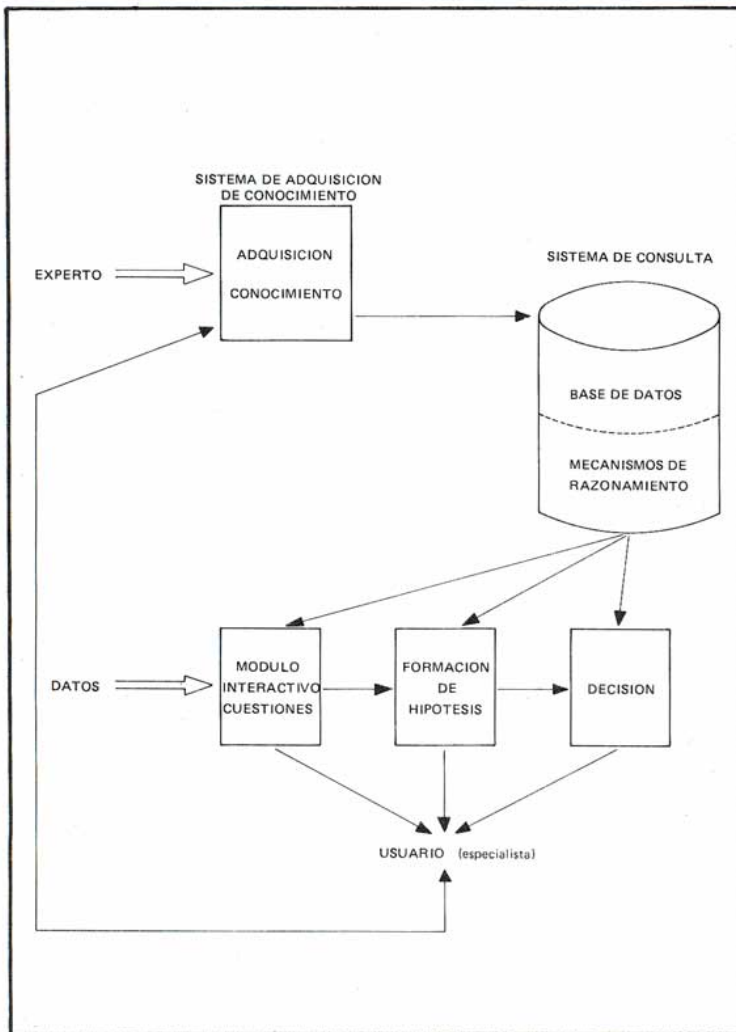 SISTEMA DE ADQUISICION
DE CONOCIMIENTO
ADQUISICION
CONOCIMIENTO
EXPERTO
SISTEMA DE CONSULTA
BASE DE DATOS
MECANISMOS DE
RAZONAMIENTO
DATOS
MODULO
INTERACTIVO
CUESTIONES
FORMACION
DE
HIPOTESIS
DECISION
USUARIO (especialista)